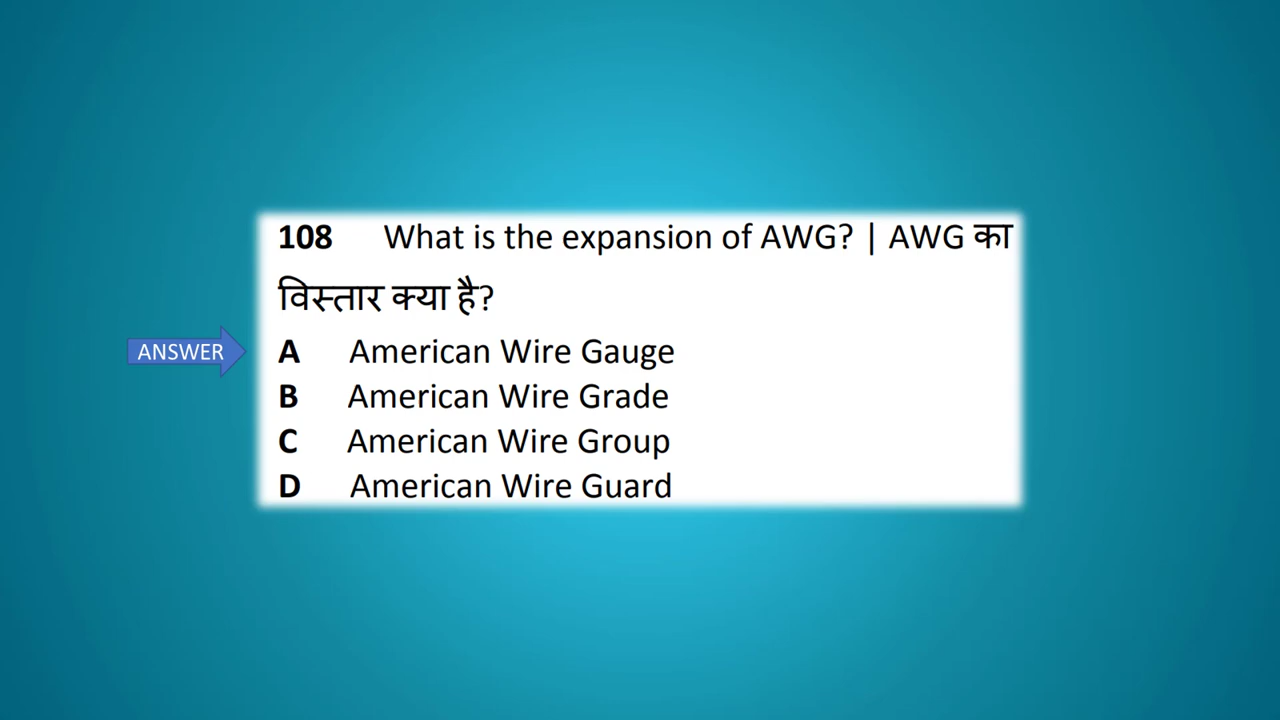 108 What is the expansion of AWG? | AWG का
विस्तार क्या है?
ANSWER A American Wire Gauge
B American Wire Grade
C American Wire Group
D American Wire Guard